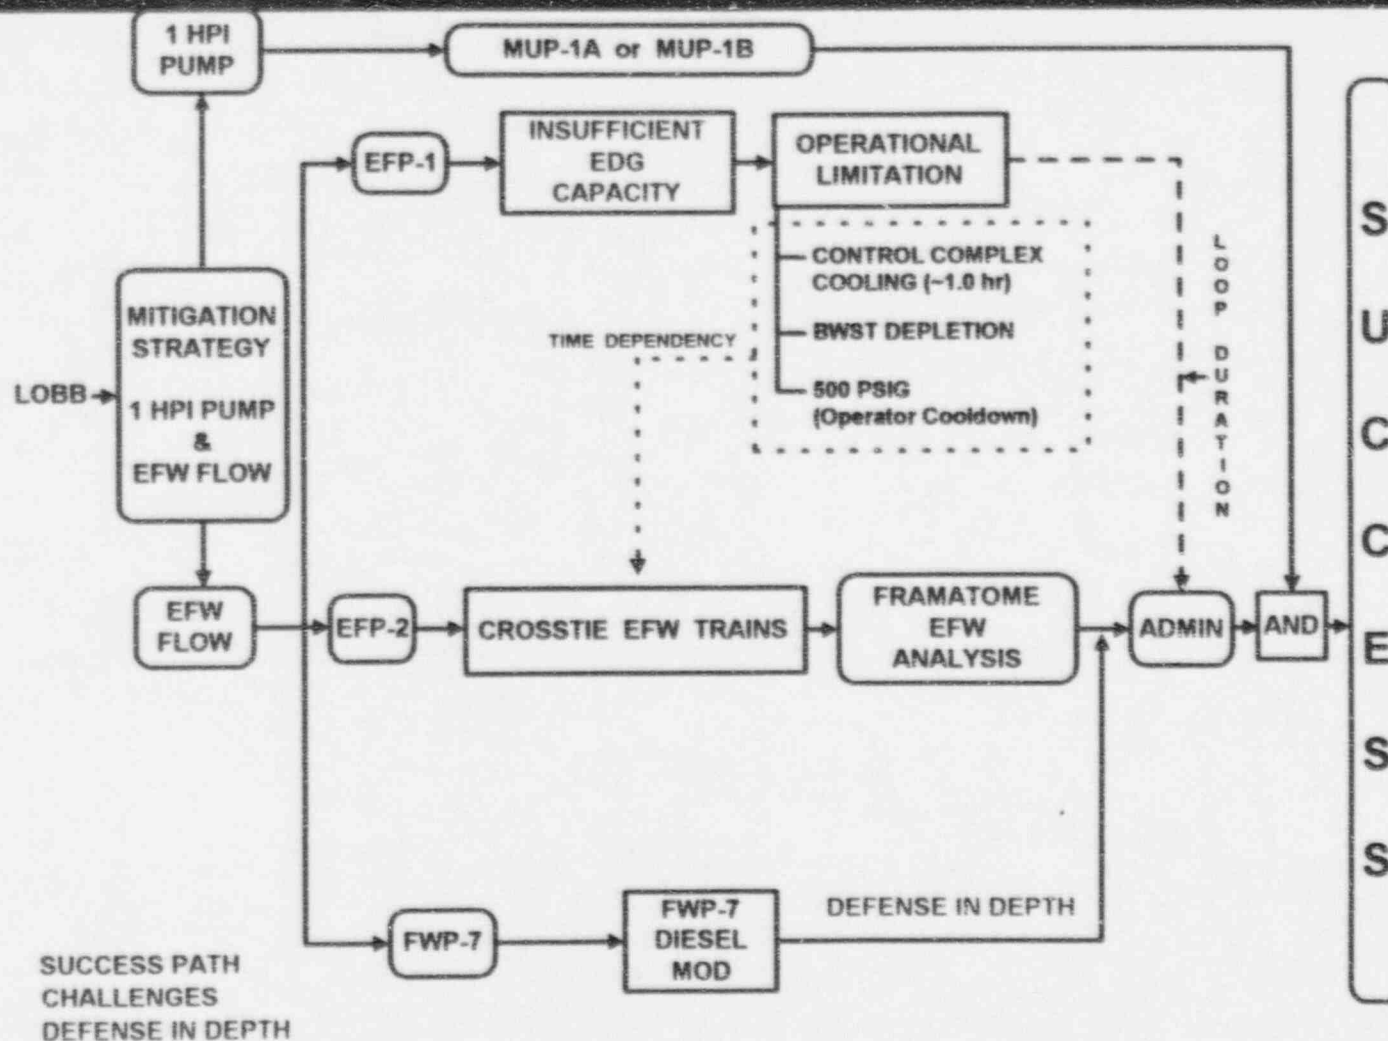 1 HPI
PUMP
MUP-1A or MUP-1B
EFP-1
INSUFFICIENT
EDG
CAPACITY
OPERATIONAL
LIMITATION
CONTROL COMPLEX
COOLING (~1.0 hr)
BWST DEPLETION
500 PSIG
(Operator Cooldown)
TIME DEPENDENCY
LOOP DURATION
LOBB
MITIGATION
STRATEGY
1 HPI PUMP
&
EFW FLOW
EFW
FLOW
EFP-2
CROSSTIE EFW TRAINS
FRAMATOME
EFW
ANALYSIS
ADMIN
AND
SUCCESS
FWP-7
FWP-7
DIESEL
MOD
DEFENSE IN DEPTH
SUCCESS PATH
CHALLENGES
DEFENSE IN DEPTH